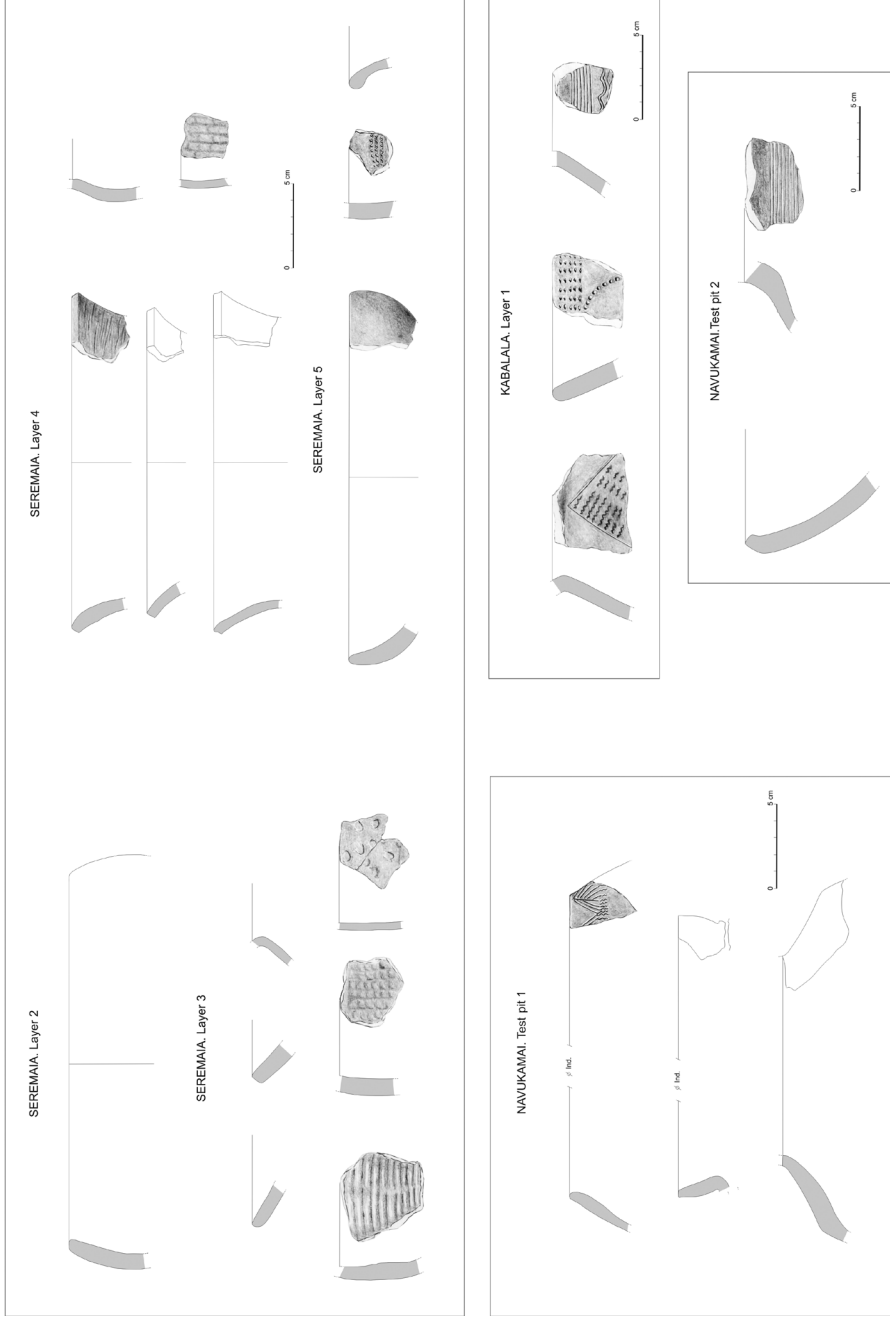 SEREMAIA. Layer 2
SEREMAIA. Layer 3
SEREMAIA. Layer 4
0
5 cm
SEREMAIA. Layer 5
NAVUKAMAI. Test pit 1
Ø Ind.
Ø Ind.
0
5 cm
KABALALA. Layer 1
0
5 cm
NAVUKAMAI.Test pit 2
0
5 cm